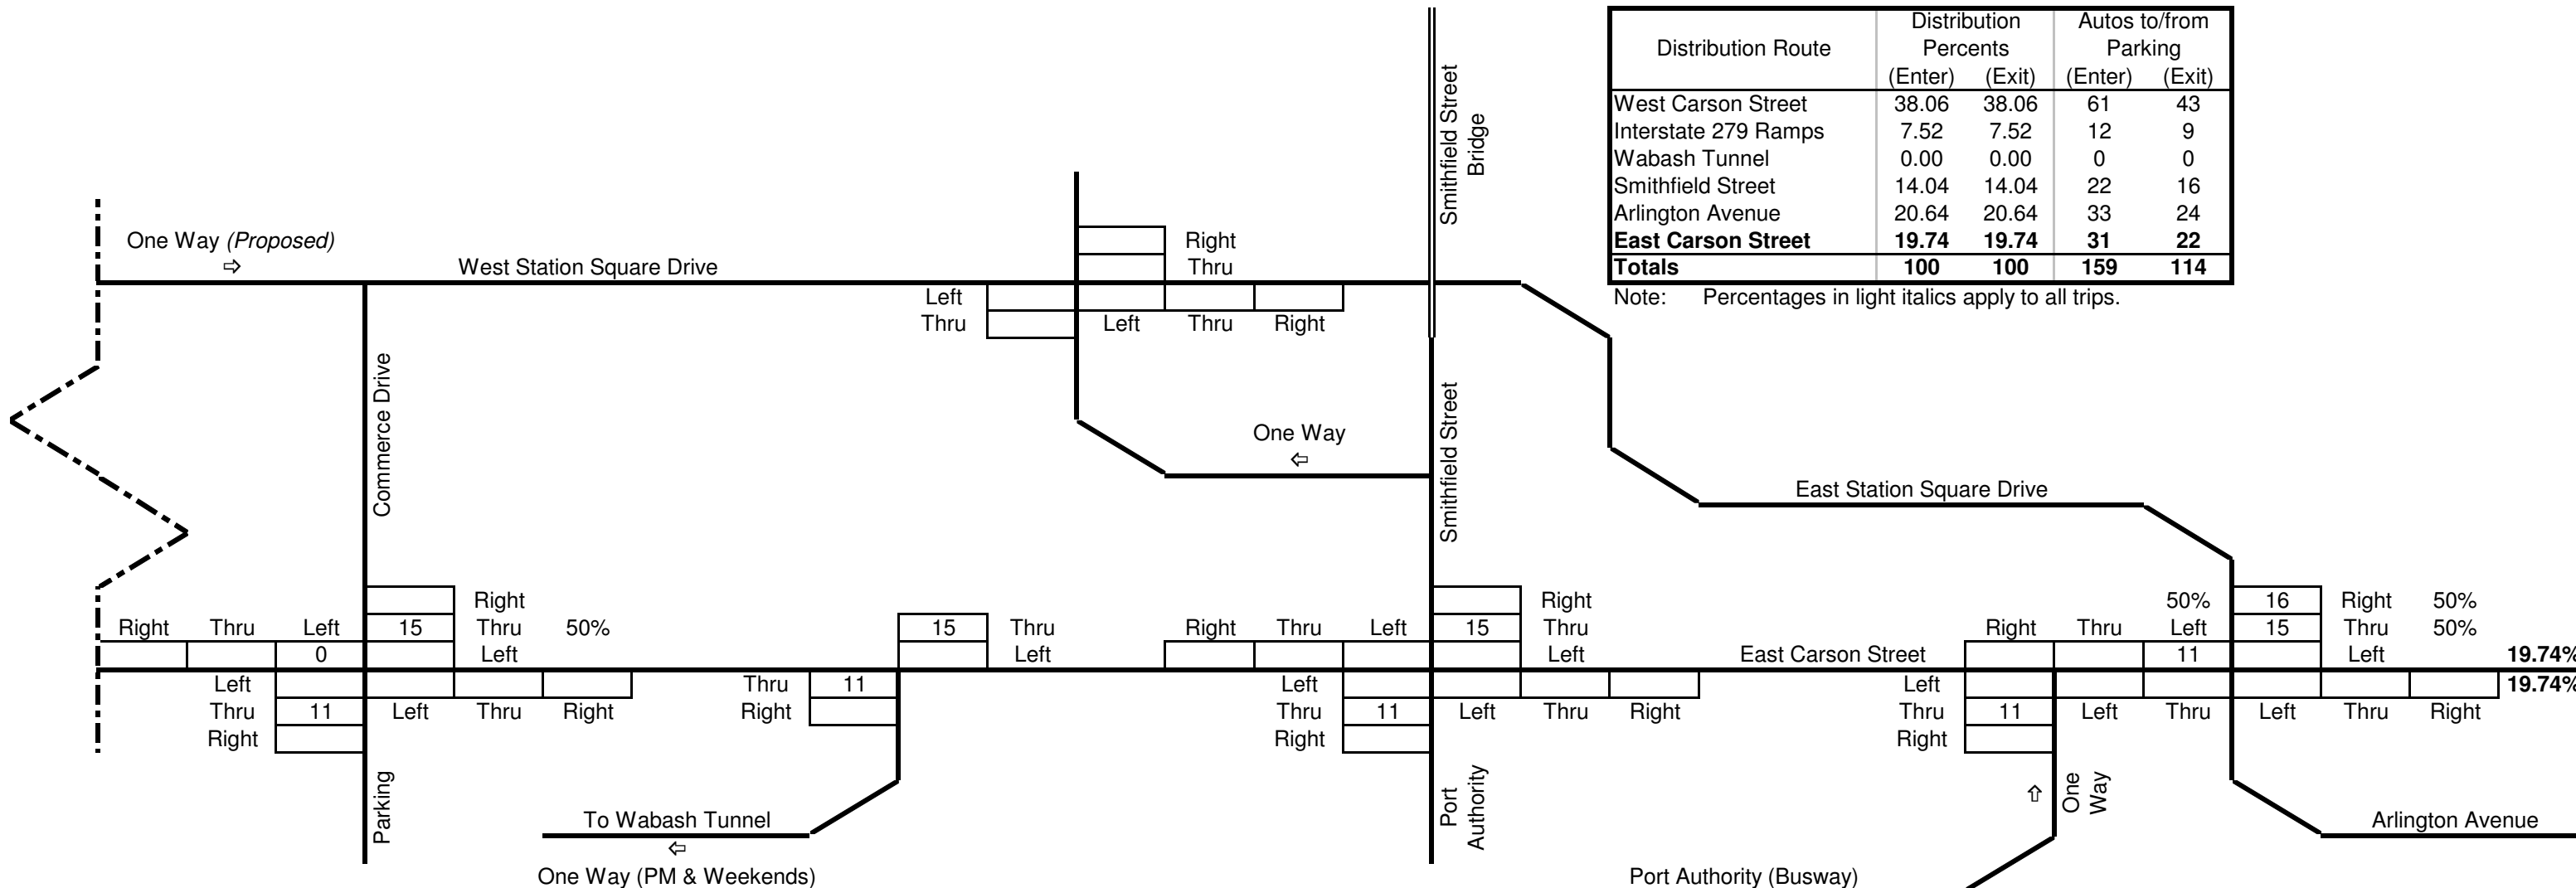 Distribution Autos to/from
Distribution Route Percents Parking
(Enter) (Exit) (Enter) (Exit)
West Carson Street 38.06 38.06 61 43
Interstate 279 Ramps 7.52 7.52 12 9
Wabash Tunnel 0.00 0.00 0 0
Smithfield Street 14.04 14.04 22 16
Arlington Avenue 20.64 20.64 33 24
East Carson Street 19.74 19.74 31 22
Totals 100 100 159 114
Note: Percentages in light italics apply to all trips.
Smithfield Street
Bridge
One Way (Proposed)
⇨
West Station Square Drive
Right
Thru
Left
Thru Left Thru Right
Commerce Drive
One Way
⇦
Smithfield Street
East Station Square Drive
Right
Right Thru Left 15 Thru 50%
0 Left
Left
Thru 11 Left Thru Right
Right
15 Thru
Left
Thru 11
Right
Right
Right Thru Left 15 Thru
Left
Left
Thru 11 Left Thru Right
Right
East Carson Street
50% 16 Right 50%
Right Thru Left 15 Thru 50%
11 Left 19.74%
Left 19.74%
Thru 11 Left Thru Left Thru Right
Right
Parking
To Wabash Tunnel
⇦
One Way (PM & Weekends)
Port
Authority
⇧
One
Way
Port Authority (Busway)
Arlington Avenue